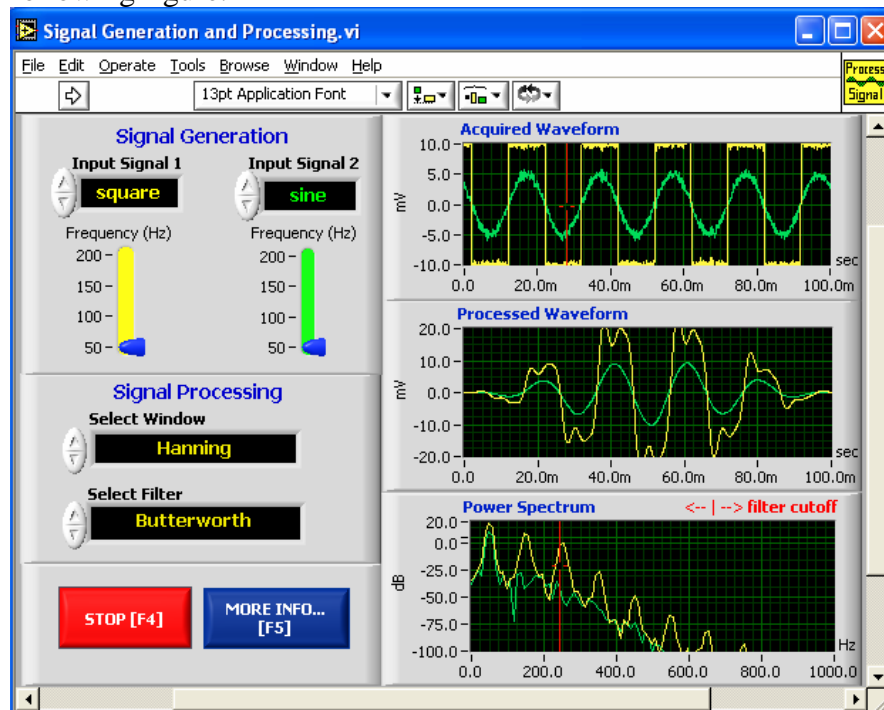 Signal Generation and Processing.vi
File Edit Operate Tools Browse Window Help
13pt Application Font
Process
Signal
Signal Generation
Input Signal 1
Input Signal 2
square
sine
Frequency (Hz)
Frequency (Hz)
200
150
100
50
200
150
100
50
Signal Processing
Select Window
Hanning
Select Filter
Butterworth
STOP [F4]
MORE INFO...
[F5]
Acquired Waveform
mV
10.0
5.0
0.0
-5.0
-10.0
sec
0.0 20.0m 40.0m 60.0m 80.0m 100.0m
Processed Waveform
mV
20.0
10.0
0.0
-10.0
-20.0
sec
0.0 20.0m 40.0m 60.0m 80.0m 100.0m
Power Spectrum <-- | --> filter cutoff
dB
20.0
0.0
-25.0
-50.0
-75.0
-100.0
Hz
0.0 200.0 400.0 600.0 800.0 1000.0